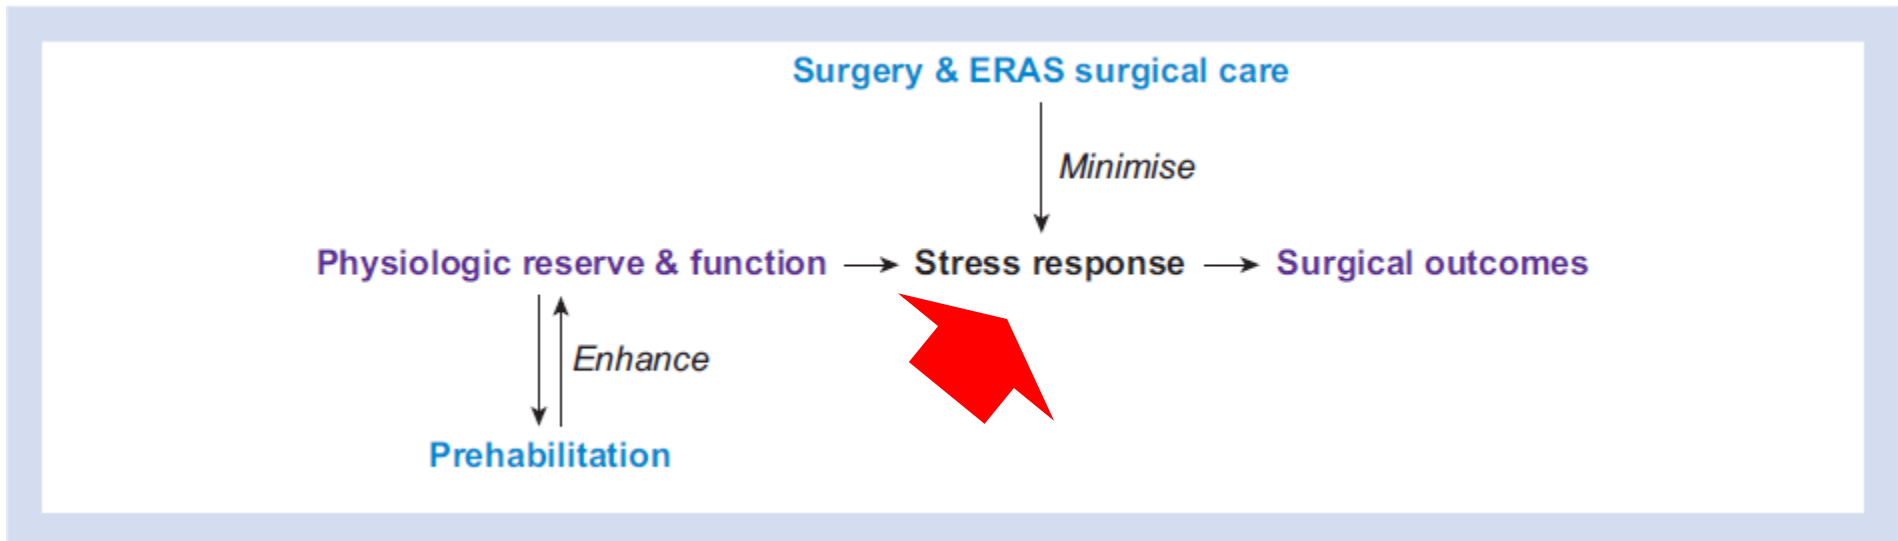 Surgery & ERAS surgical care
Minimise
Physiologic reserve & function
Stress response
Surgical outcomes
Enhance
Prehabilitation